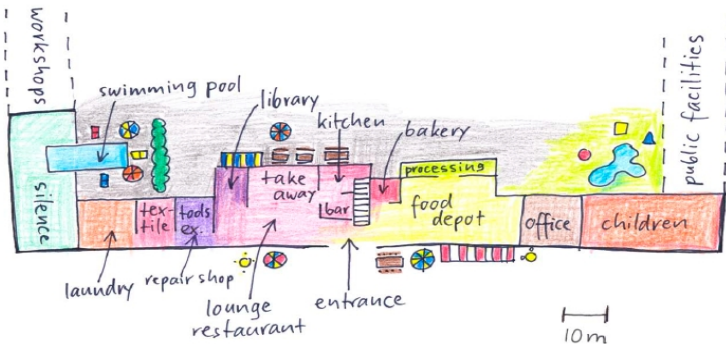 workshops
public facilities
swimming pool
library
kitchen
bakery
processing
take
away
bar
silence
tex-
tile
tools
ex.
food
depot
office
children
laundry
repair shop
lounge
restaurant
entrance
10m